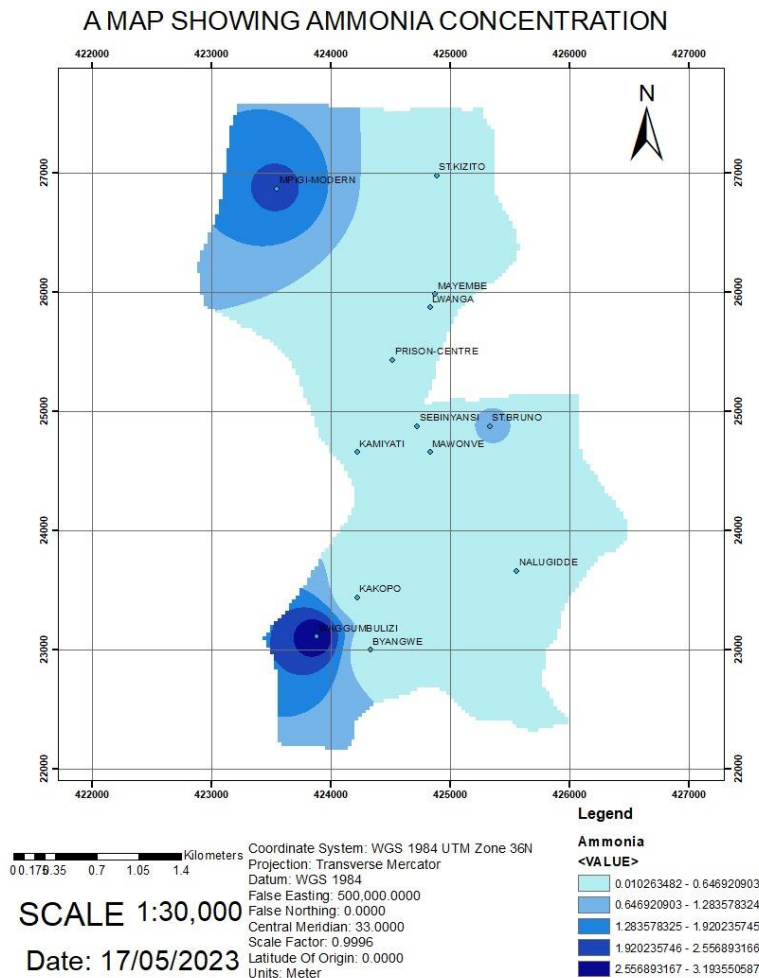 A MAP SHOWING AMMONIA CONCENTRATION
422000 423000 424000 425000 426000 427000
N
27000 27000
ST.KIZITO
MPIGI-MODERN
26000 26000
MAYEMBE
LWANGA
PRISON-CENTRE
25000 25000
SEBINYANSI ST.BRUNO
KAMIYATI MAWONVE
24000 24000
NALUGIDDE
KAKOPO
BYANGWE
23000 23000
22000 22000
422000 423000 424000 425000 426000 427000
Legend
Ammonia
<VALUE>
0.010263482 - 0.646920903
0.646920903 - 1.283578324
1.283578325 - 1.920235745
1.920235746 - 2.556893166
2.556893167 - 3.193550587
Kilometers
0 0.175 0.35 0.7 1.05 1.4
SCALE 1:30,000
Date: 17/05/2023
Coordinate System: WGS 1984 UTM Zone 36N
Projection: Transverse Mercator
Datum: WGS 1984
False Easting: 500,000.0000
False Northing: 0.0000
Central Meridian: 33.0000
Scale Factor: 0.9996
Latitude Of Origin: 0.0000
Units: Meter